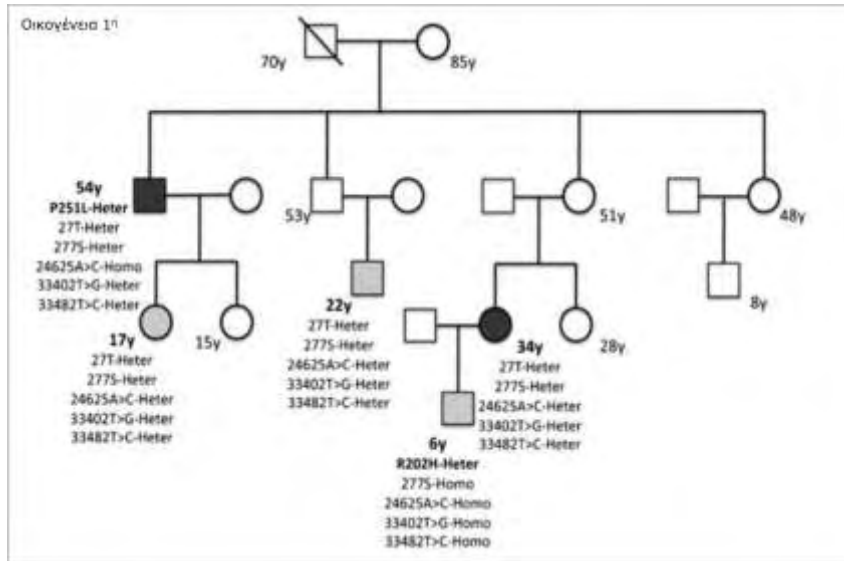 Οικογένεια 1η
70y
85y
54y
P251L-Heter
27T-Heter
277S-Heter
24625A>C-Homo
33402T>G-Heter
33482T>C-Heter
53y
51y
48y
17y
27T-Heter
277S-Heter
24625A>C-Heter
33402T>G-Heter
33482T>C-Heter
15y
22y
27T-Heter
277S-Heter
24625A>C-Heter
33402T>G-Heter
33482T>C-Heter
34y
27T-Heter
277S-Heter
24625A>C-Heter
33402T>G-Heter
33482T>C-Heter
28y
8y
6y
R202H-Heter
277S-Homo
24625A>C-Homo
33402T>G-Homo
33482T>C-Homo